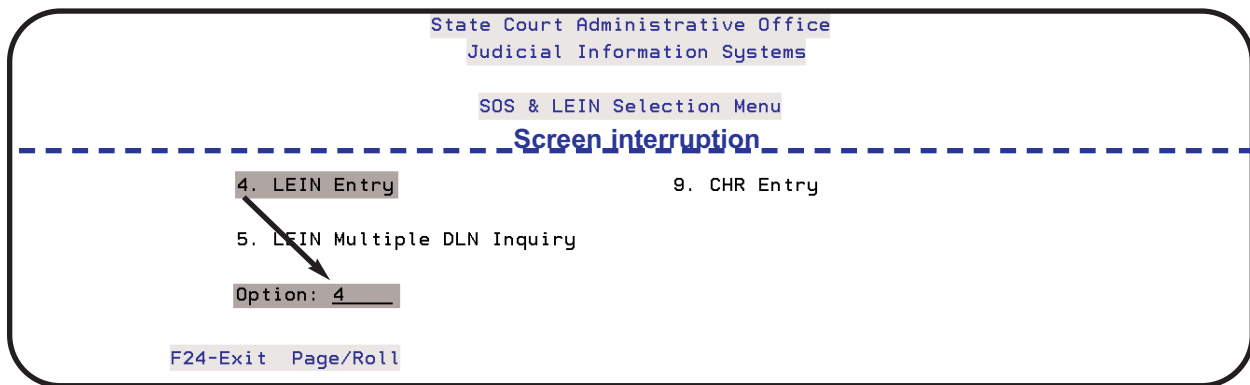 State Court Administrative Office
Judicial Information Systems
SOS & LEIN Selection Menu
Screen interruption
4. LEIN Entry 9. CHR Entry
5. LEIN Multiple DLN Inquiry
Option: 4
F24-Exit Page/Roll